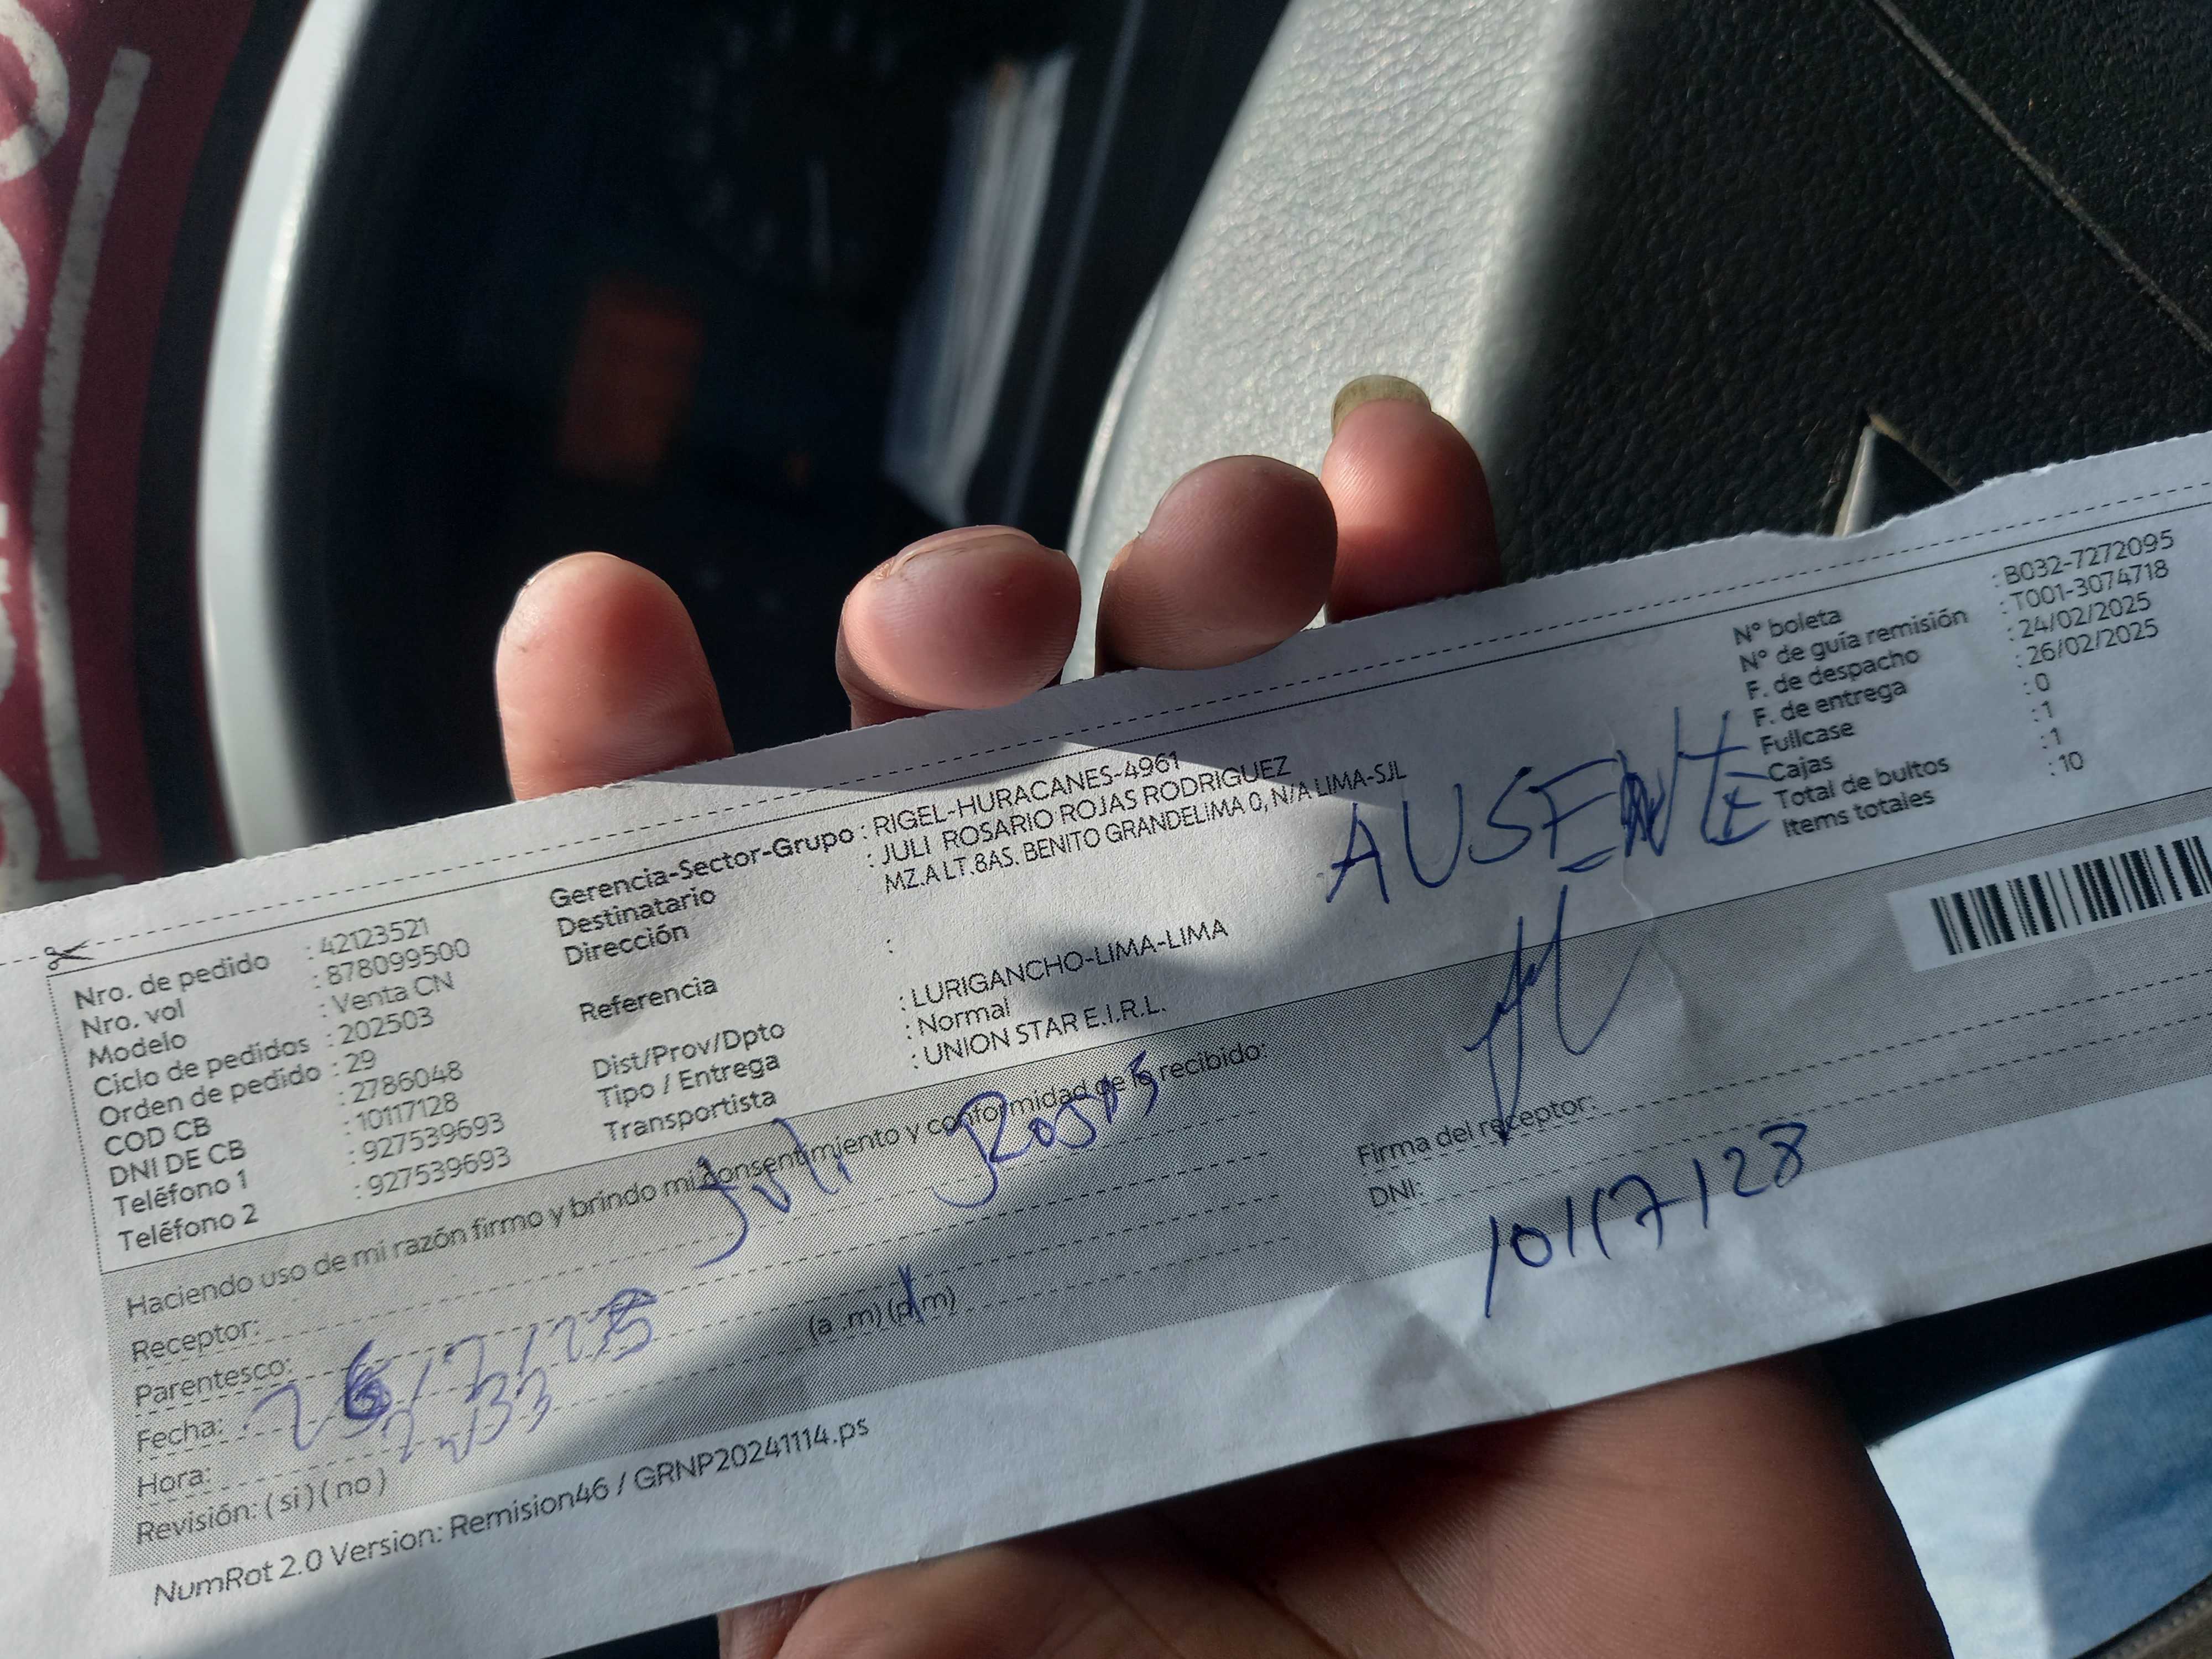 Nro. de pedido : 42123521
Nro. vol : 878099500
Modelo : Venta CN
Ciclo de pedidos : 202503
Orden de pedido : 29
COD CB : 2786048
DNI DE CB : 10117128
Teléfono 1 : 927539693
Teléfono 2 : 927539693
Gerencia-Sector-Grupo : RIGEL-HURACANES-4961
Destinatario : JULI ROSARIO ROJAS RODRIGUEZ
Dirección MZ.A LT.8AS. BENITO GRANDELIMA 0, N/A LIMA-SJL
Referencia :
Dist/Prov/Dpto : LURIGANCHO-LIMA-LIMA
Tipo / Entrega : Normal
Transportista : UNION STAR E.I.R.L.
N° boleta : B032-7272095
N° de guía remisión : T001-3074718
F. de despacho : 24/02/2025
F. de entrega : 26/02/2025
Fullcase : 0
Cajas : 1
Total de bultos : 1
Items totales : 10
AUSENTE
Haciendo uso de mi razón firmo y brindo mi consentimiento y conformidad de lo recibido:
Receptor: Juli Rojas
Parentesco:
Fecha: 26/2/25
Hora: (a .m) (p m)
Revisión: ( si ) ( no )
Firma del receptor:
DNI: 10117128
NumRot 2.0 Version: Remision46 / GRNP20241114.ps